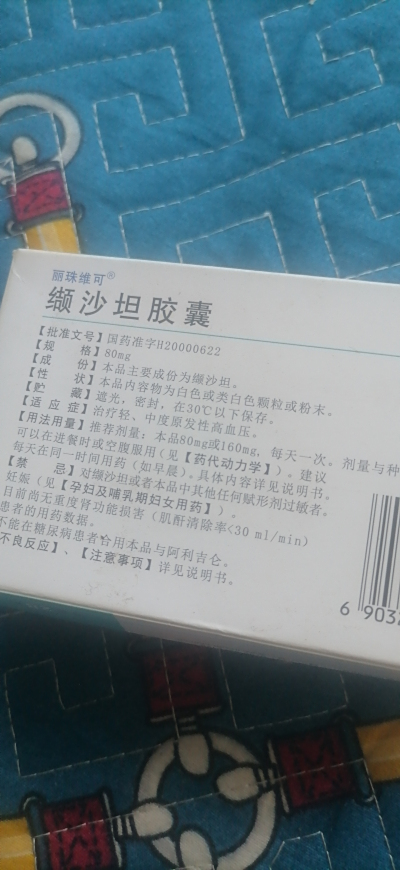 丽珠维可®
缬沙坦胶囊
【批准文号】国药准字H20000622
【规　　格】80mg
【成　　份】本品主要成份为缬沙坦。
【性　　状】本品内容物为白色或类白色颗粒或粉末。
【贮　　藏】遮光，密封，在30℃以下保存。
【适 应 症】治疗轻、中度原发性高血压。
【用法用量】推荐剂量：本品80mg或160mg，每天一次。剂量与种
可以在进餐时或空腹服用（见【药代动力学】）。建议
每天在同一时间用药（如早晨）。具体内容详见说明书。
【禁　　忌】对缬沙坦或者本品中其他任何赋形剂过敏者。
妊娠（见【孕妇及哺乳期妇女用药】）。
目前尚无重度肾功能损害（肌酐清除率<30 ml/min）
患者的用药数据。
不能在糖尿病患者合用本品与阿利吉仑。
不良反应】、【注意事项】详见说明书。
6 9032